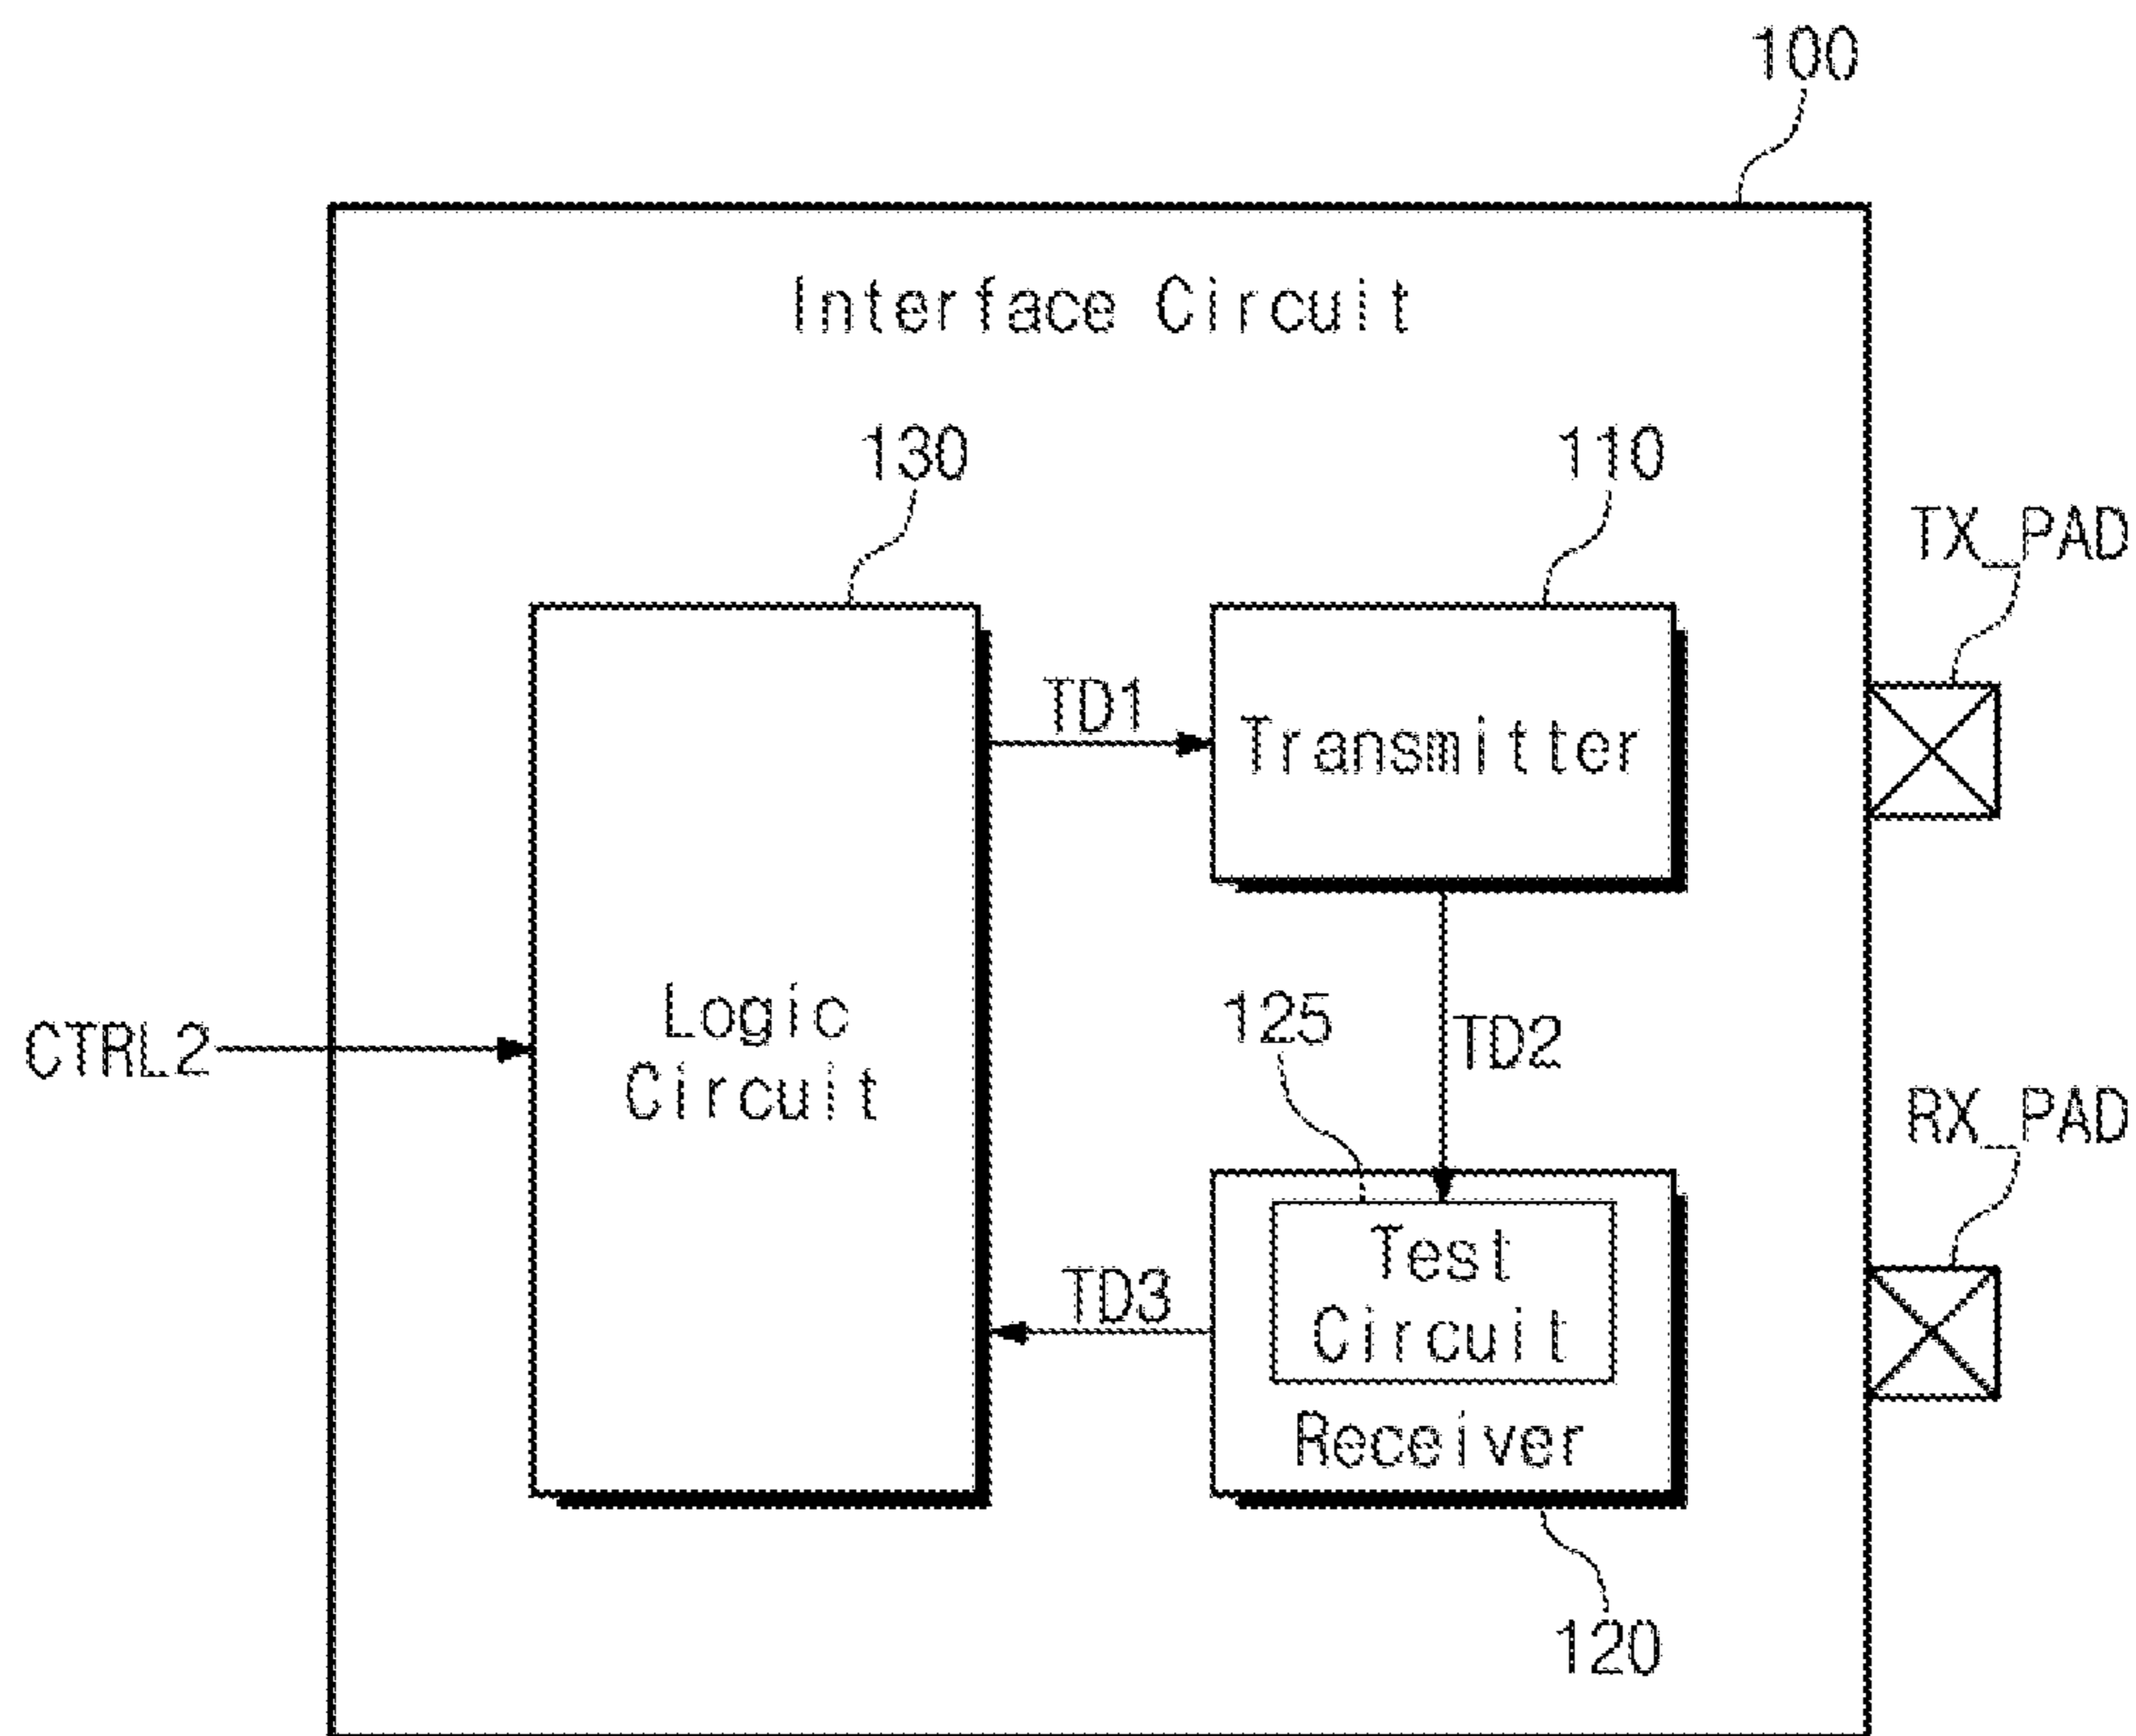 100
Interface Circuit
130
110
TX_PAD
TD1
Transmitter
Logic
Circuit
CTRL2
125
TD2
RX_PAD
Test
Circuit
TD3
Receiver
120